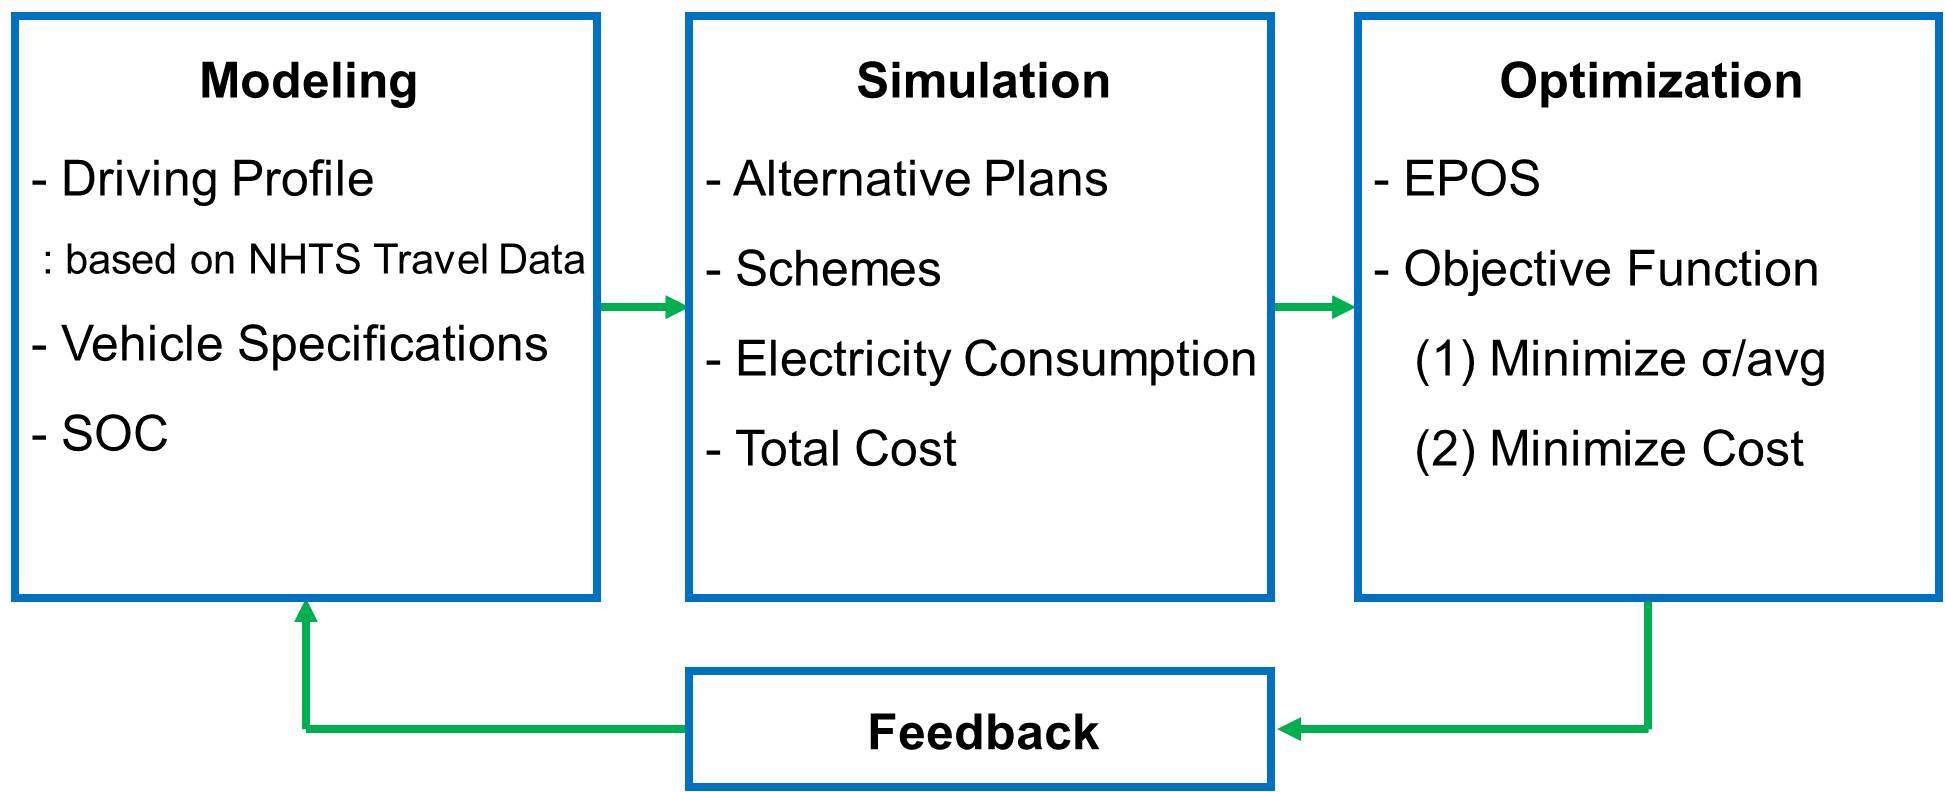 Modeling
- Driving Profile
: based on NHTS Travel Data
- Vehicle Specifications
- SOC
Simulation
- Alternative Plans
- Schemes
- Electricity Consumption
- Total Cost
Optimization
- EPOS
- Objective Function
(1) Minimize σ/avg
(2) Minimize Cost
Feedback